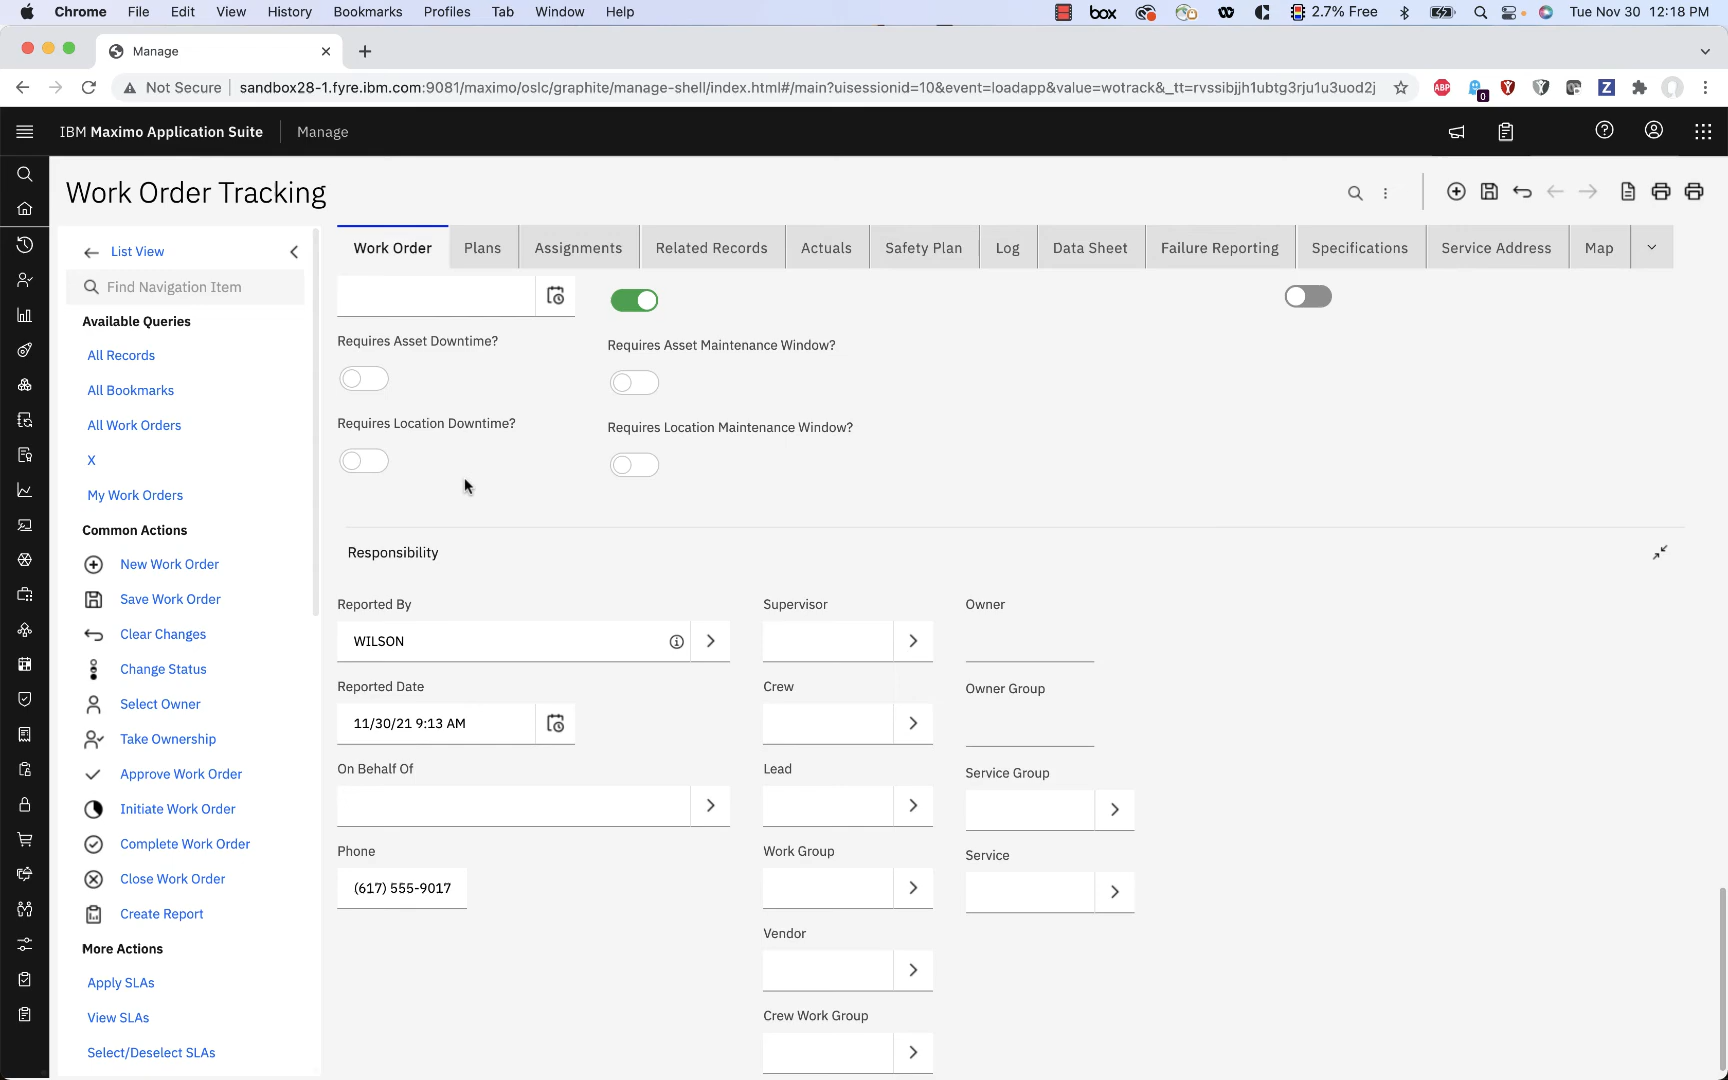 Chrome File Edit View History Bookmarks Profiles Tab Window Help box 2.7% Free Tue Nov 30 12:18 PM
Manage
Not Secure sandbox28-1.fyre.ibm.com:9081/maximo/oslc/graphite/manage-shell/index.html#/main?uisessionid=10&event=loadapp&value=wotrack&_tt=rvssibjjh1ubtg3rju1u3uod2j ABP 0 Z
IBM Maximo Application Suite Manage
Work Order Tracking
List View
Find Navigation Item
Available Queries
All Records
All Bookmarks
All Work Orders
X
My Work Orders
Common Actions
New Work Order
Save Work Order
Clear Changes
Change Status
Select Owner
Take Ownership
Approve Work Order
Initiate Work Order
Complete Work Order
Close Work Order
Create Report
More Actions
Apply SLAs
View SLAs
Select/Deselect SLAs
Work Order Plans Assignments Related Records Actuals Safety Plan Log Data Sheet Failure Reporting Specifications Service Address Map
Requires Asset Downtime? Requires Asset Maintenance Window?
Requires Location Downtime? Requires Location Maintenance Window?
Responsibility
Reported By
WILSON
Reported Date
11/30/21 9:13 AM
On Behalf Of
Phone
(617) 555-9017
Supervisor
Crew
Lead
Work Group
Vendor
Crew Work Group
Owner
Owner Group
Service Group
Service